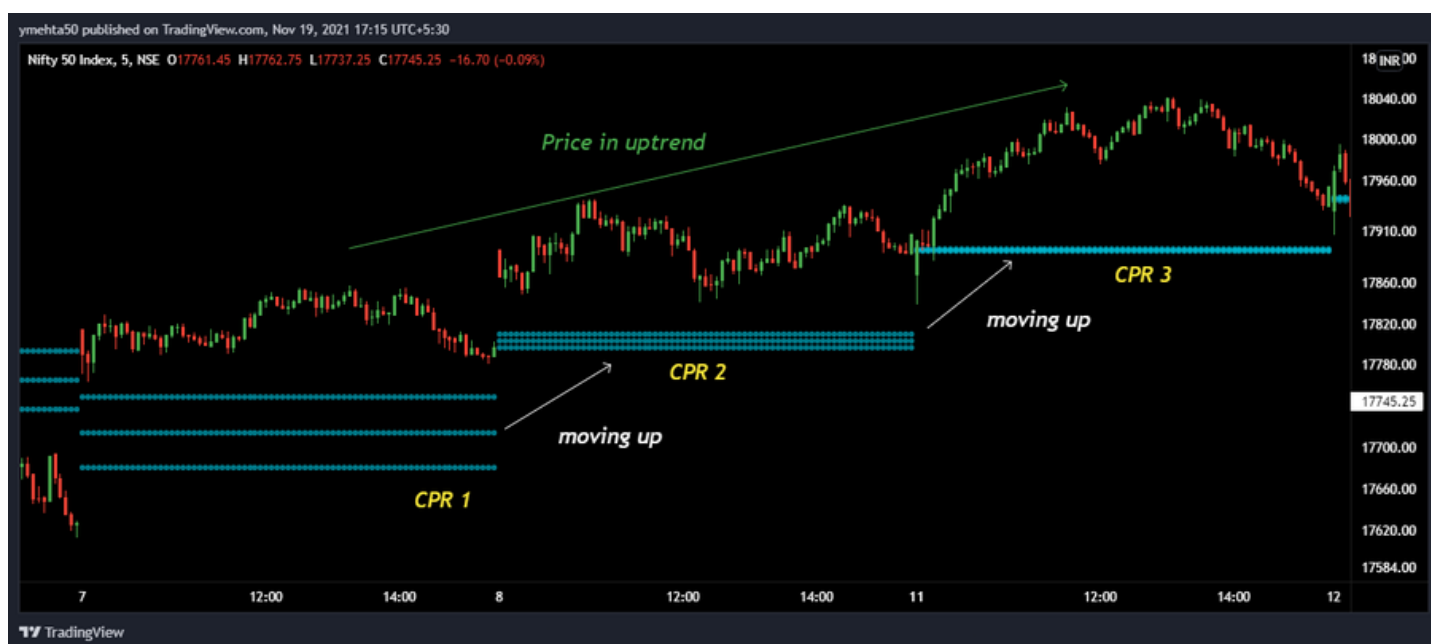 ymehta50 published on TradingView.com, Nov 19, 2021 17:15 UTC+5:30
Nifty 50 Index, 5, NSE O17761.45 H17762.75 L17737.25 C17745.25 −16.70 (−0.09%)
INR
18040.00
Price in uptrend
18000.00
17960.00
17910.00
CPR 3
17860.00
moving up
17820.00
17780.00
CPR 2
17745.25
moving up
17700.00
CPR 1
17660.00
17620.00
17584.00
7 12:00 14:00 8 12:00 14:00 11 12:00 14:00 12
TradingView